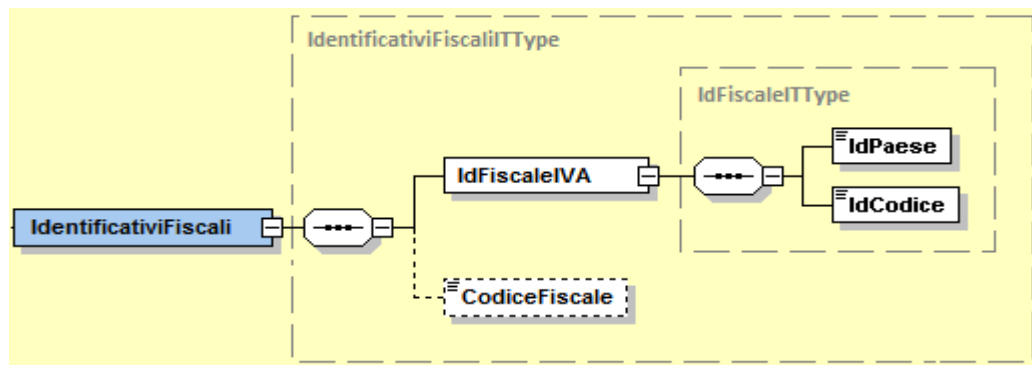 IdentificativiFiscaliITType
IdFiscaleITType
IdPaese
IdFiscaleIVA
IdCodice
IdentificativiFiscali
CodiceFiscale